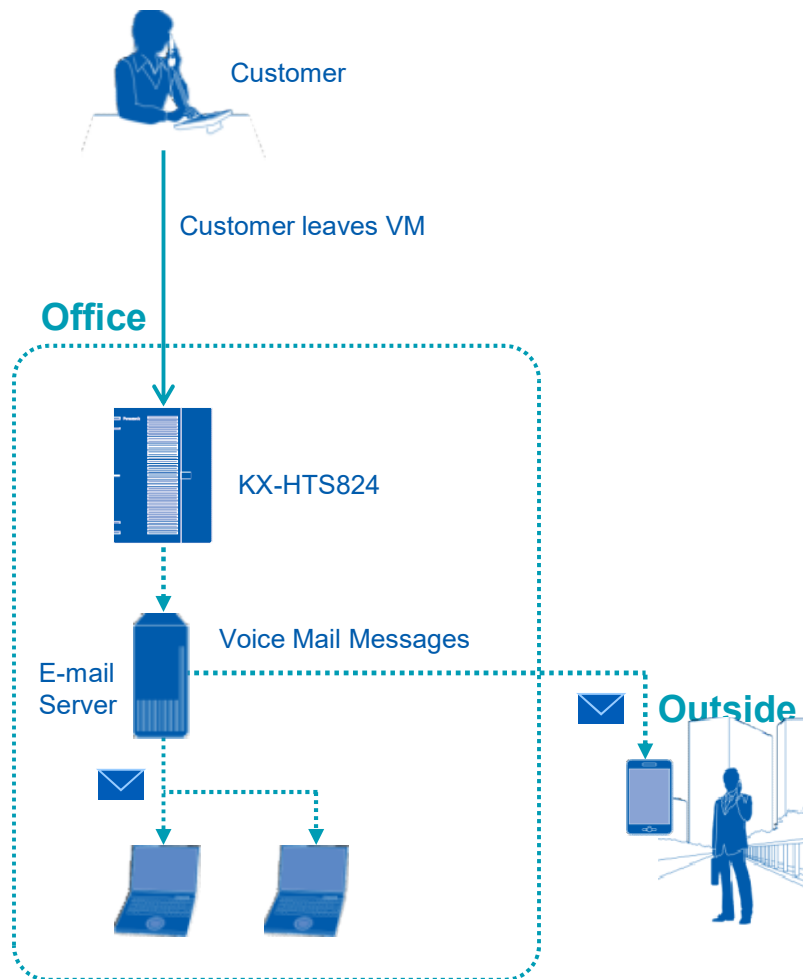 Customer
Customer leaves VM
Office
KX-HTS824
Voice Mail Messages
E-mail
Server
Outside